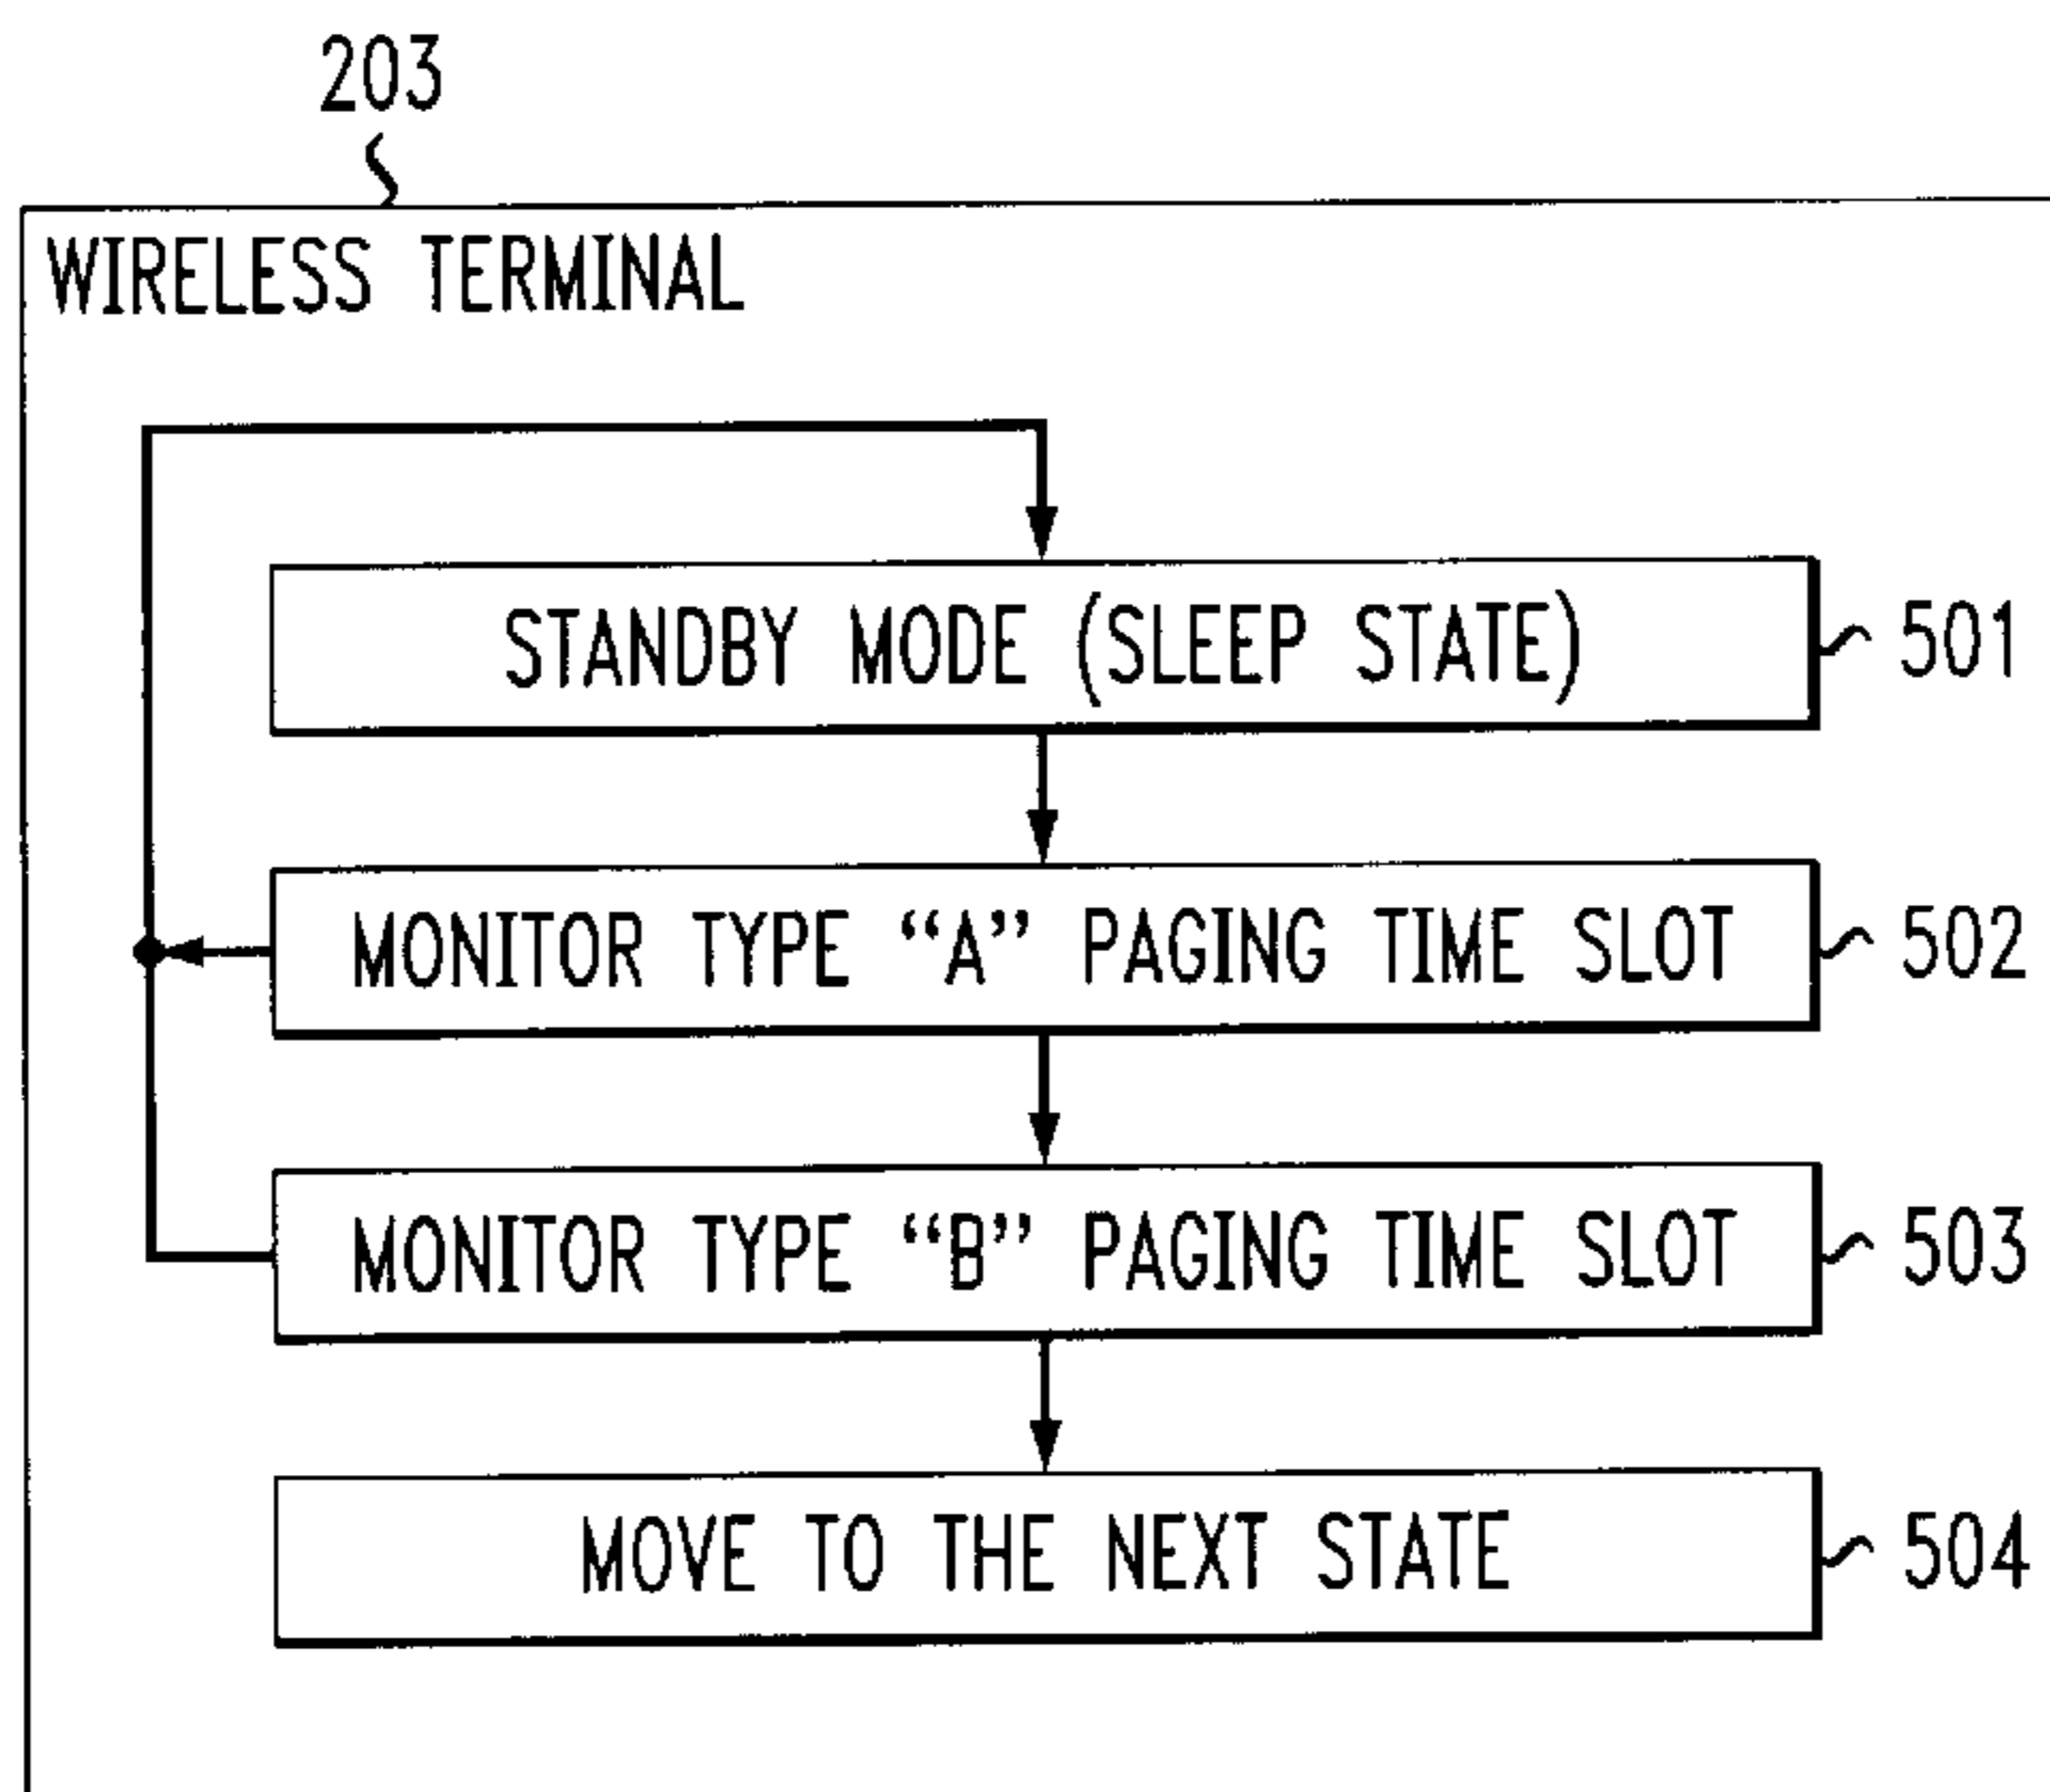 203
WIRELESS TERMINAL
STANDBY MODE (SLEEP STATE)
501
MONITOR TYPE “A” PAGING TIME SLOT
502
MONITOR TYPE “B” PAGING TIME SLOT
503
MOVE TO THE NEXT STATE
504